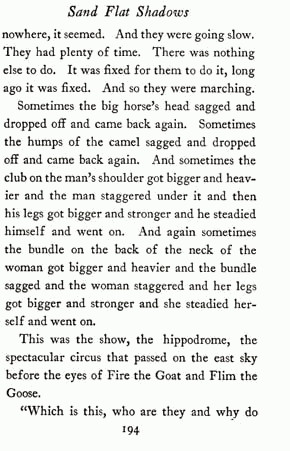 Sand Flat Shadows
nowhere, it seemed. And they were going slow.
They had plenty of time. There was nothing
else to do. It was fixed for them to do it, long
ago it was fixed. And so they were marching.
Sometimes the big horse's head sagged and
dropped off and came back again. Sometimes
the humps of the camel sagged and dropped
off and came back again. And sometimes the
club on the man's shoulder got bigger and heav-
ier and the man staggered under it and then
his legs got bigger and stronger and he steadied
himself and went on. And again sometimes
the bundle on the back of the neck of the
woman got bigger and heavier and the bundle
sagged and the woman staggered and her legs
got bigger and stronger and she steadied her-
self and went on.
This was the show, the hippodrome, the
spectacular circus that passed on the east sky
before the eyes of Fire the Goat and Flim the
Goose.
"Which is this, who are they and why do
194